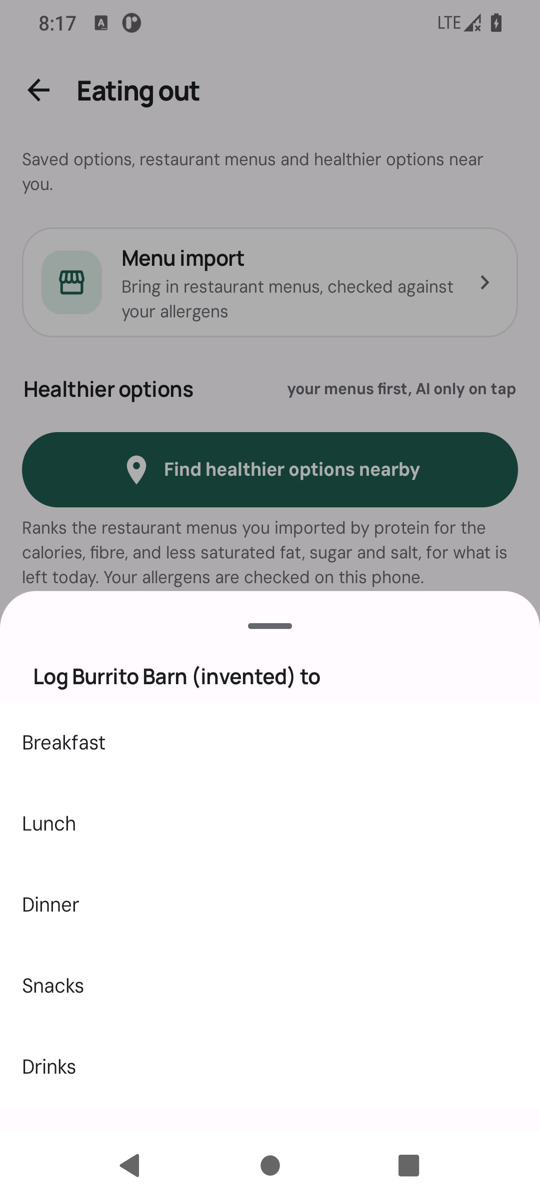 8:17
LTE
Eating out
Saved options, restaurant menus and healthier options near
you.
Menu import
Bring in restaurant menus, checked against
your allergens
Healthier options
your menus first, AI only on tap
Find healthier options nearby
Ranks the restaurant menus you imported by protein for the
calories, fibre, and less saturated fat, sugar and salt, for what is
left today. Your allergens are checked on this phone.
Log Burrito Barn (invented) to
Breakfast
Lunch
Dinner
Snacks
Drinks